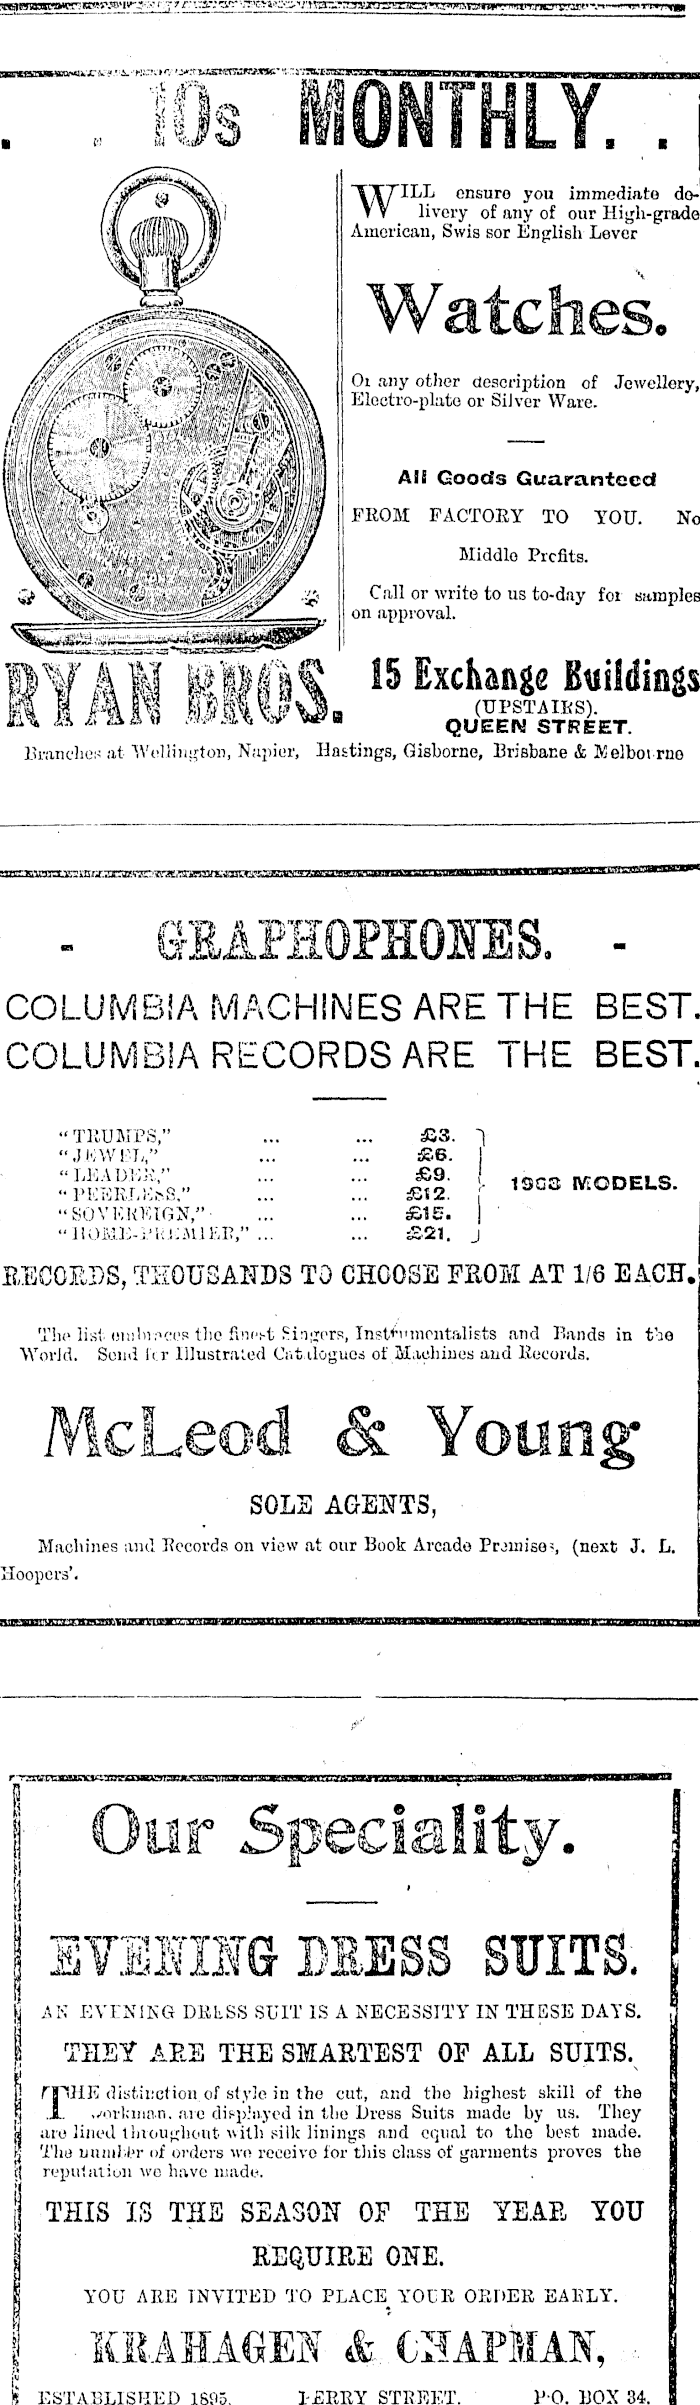 . . 10s MONTHLY. .
WILL ensure you immediate de-
livery of any of our High-grade
American, Swis sor English Lever
Watches.
Or any other description of Jewellery,
Electro-plate or Silver Ware.
All Goods Guaranteed
FROM FACTORY TO YOU. No
Middle Profits.
Call or write to us to-day for samples
on approval.
RYAN BROS.
15 Exchange Buildings
(UPSTAIRS).
QUEEN STREET.
Branches at Wellington, Napier, Hastings, Gisborne, Brisbane & Melbourne
- GRAPHOPHONES. -
COLUMBIA MACHINES ARE THE BEST.
COLUMBIA RECORDS ARE THE BEST.
"TRUMPS," ... ... £3.
"JEWEL," ... ... £6.
"LEADER," ... ... £9.
"PEERLESS," ... ... £12.
"SOVEREIGN," ... ... £15.
"HOME-PREMIER," ... ... £21.
1908 MODELS.
RECORDS, THOUSANDS TO CHOOSE FROM AT 1/6 EACH.
The list embraces the finest Singers, Instrumentalists and Bands in the
World. Send for Illustrated Catalogues of Machines and Records.
McLeod & Young
SOLE AGENTS,
Machines and Records on view at our Book Arcade Premises, (next J. L.
Hoopers'.
Our Speciality.
EVENING DRESS SUITS.
AN EVENING DRESS SUIT IS A NECESSITY IN THESE DAYS.
THEY ARE THE SMARTEST OF ALL SUITS.
THE distinction of style in the cut, and the highest skill of the
workman, are displayed in the Dress Suits made by us. They
are lined throughout with silk linings and equal to the best made.
The number of orders we receive for this class of garments proves the
reputation we have made.
THIS IS THE SEASON OF THE YEAR YOU
REQUIRE ONE.
YOU ARE INVITED TO PLACE YOUR ORDER EARLY.
KRAHAGEN & CHAPMAN,
ESTABLISHED 1895. PERRY STREET. P.O. BOX 34.